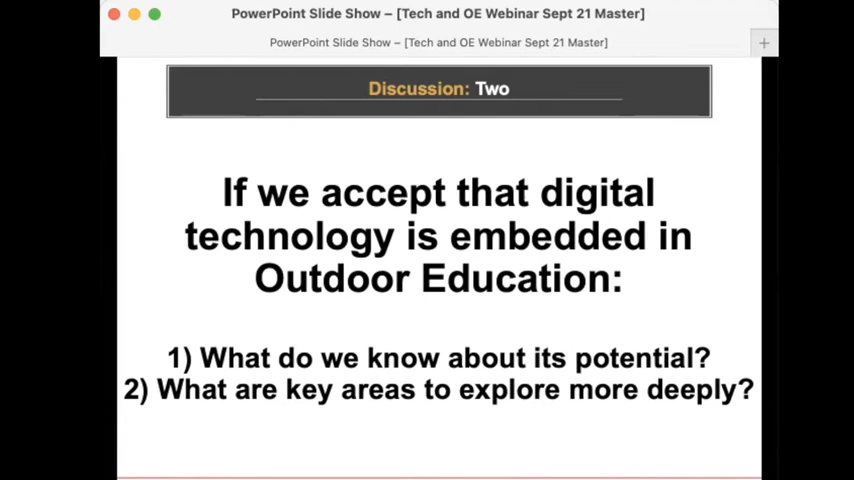 PowerPoint Slide Show – [Tech and OE Webinar Sept 21 Master]
PowerPoint Slide Show – [Tech and OE Webinar Sept 21 Master]
Discussion: Two
If we accept that digital
technology is embedded in
Outdoor Education:
1) What do we know about its potential?
2) What are key areas to explore more deeply?